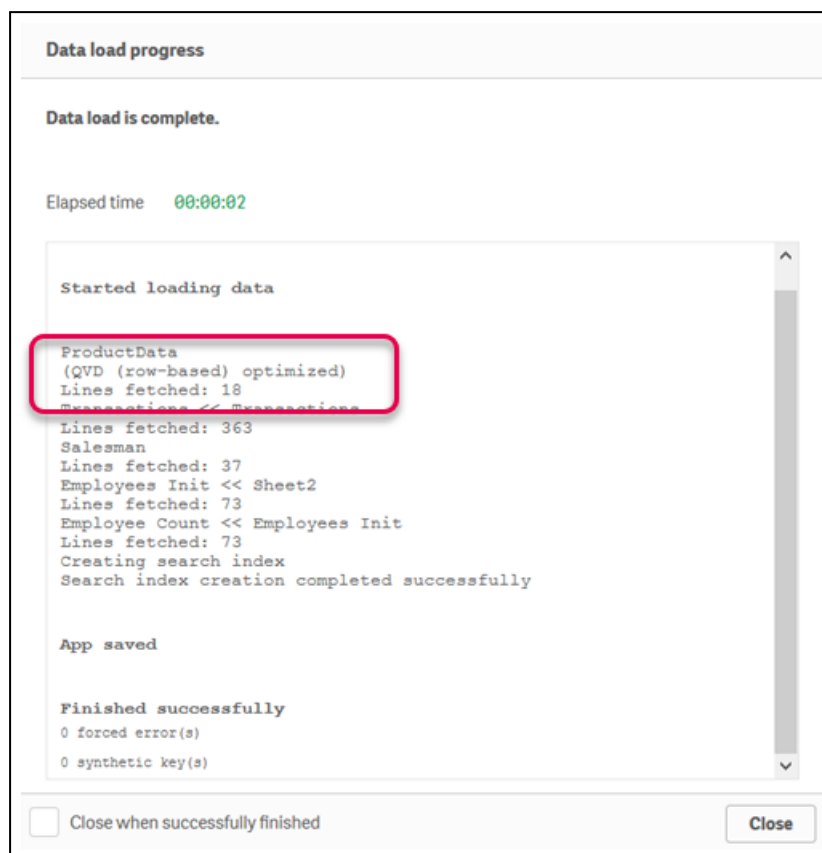 Data load progress
Data load is complete.
Elapsed time 00:00:02
Started loading data
ProductData
(QVD (row-based) optimized)
Lines fetched: 18
Transactions << Transactions
Lines fetched: 363
Salesman
Lines fetched: 37
Employees Init << Sheet2
Lines fetched: 73
Employee Count << Employees Init
Lines fetched: 73
Creating search index
Search index creation completed successfully
App saved
Finished successfully
0 forced error(s)
0 synthetic key(s)
Close when successfully finished
Close